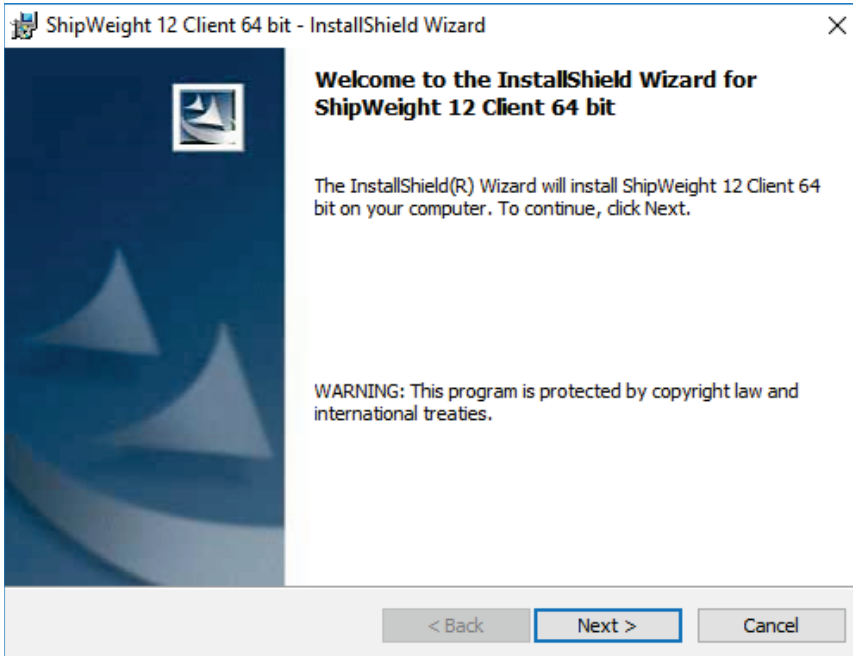 ShipWeight 12 Client 64 bit - InstallShield Wizard
Welcome to the InstallShield Wizard for
ShipWeight 12 Client 64 bit
The InstallShield(R) Wizard will install ShipWeight 12 Client 64
bit on your computer. To continue, click Next.
WARNING: This program is protected by copyright law and
international treaties.
< Back Next > Cancel